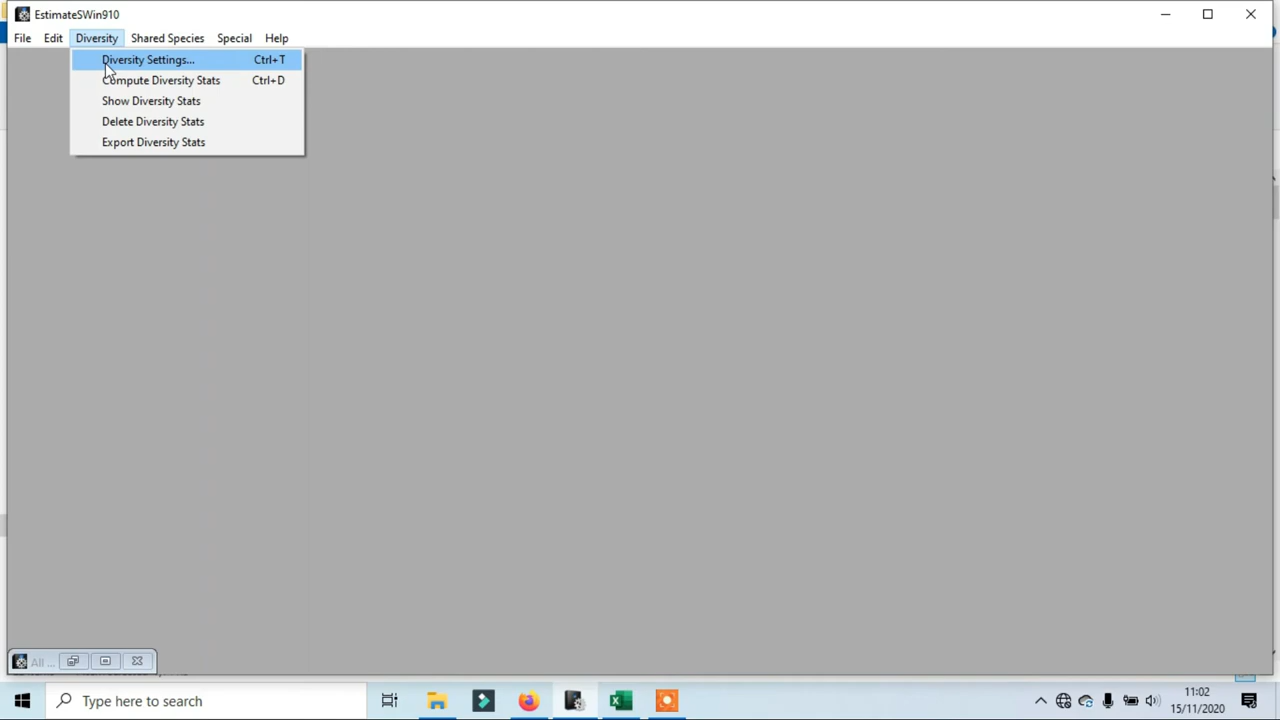 EstimateSWin910
File Edit Diversity Shared Species Special Help
Diversity Settings... Ctrl+T
Compute Diversity Stats Ctrl+D
Show Diversity Stats
Delete Diversity Stats
Export Diversity Stats
All ...
Type here to search
11:02
15/11/2020